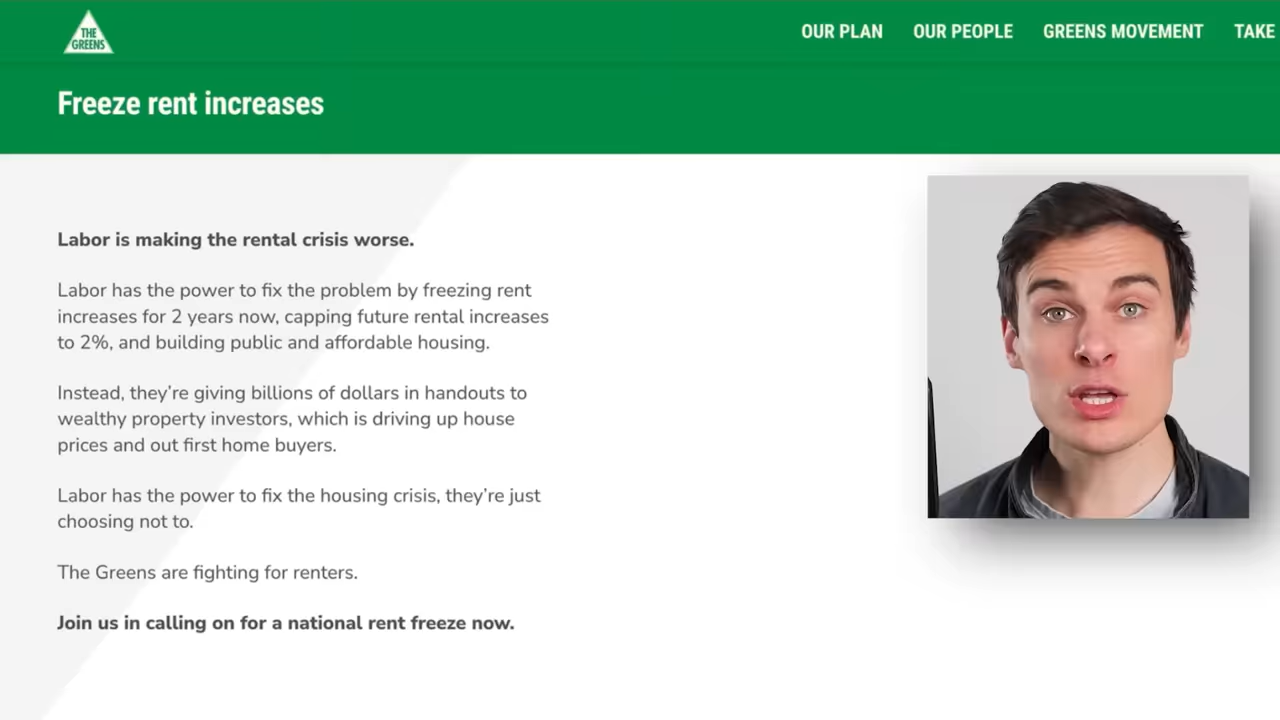 THE
GREENS
OUR PLAN
OUR PEOPLE
GREENS MOVEMENT
TAKE
Freeze rent increases
Labor is making the rental crisis worse.
Labor has the power to fix the problem by freezing rent
increases for 2 years now, capping future rental increases
to 2%, and building public and affordable housing.
Instead, they’re giving billions of dollars in handouts to
wealthy property investors, which is driving up house
prices and out first home buyers.
Labor has the power to fix the housing crisis, they’re just
choosing not to.
The Greens are fighting for renters.
Join us in calling on for a national rent freeze now.